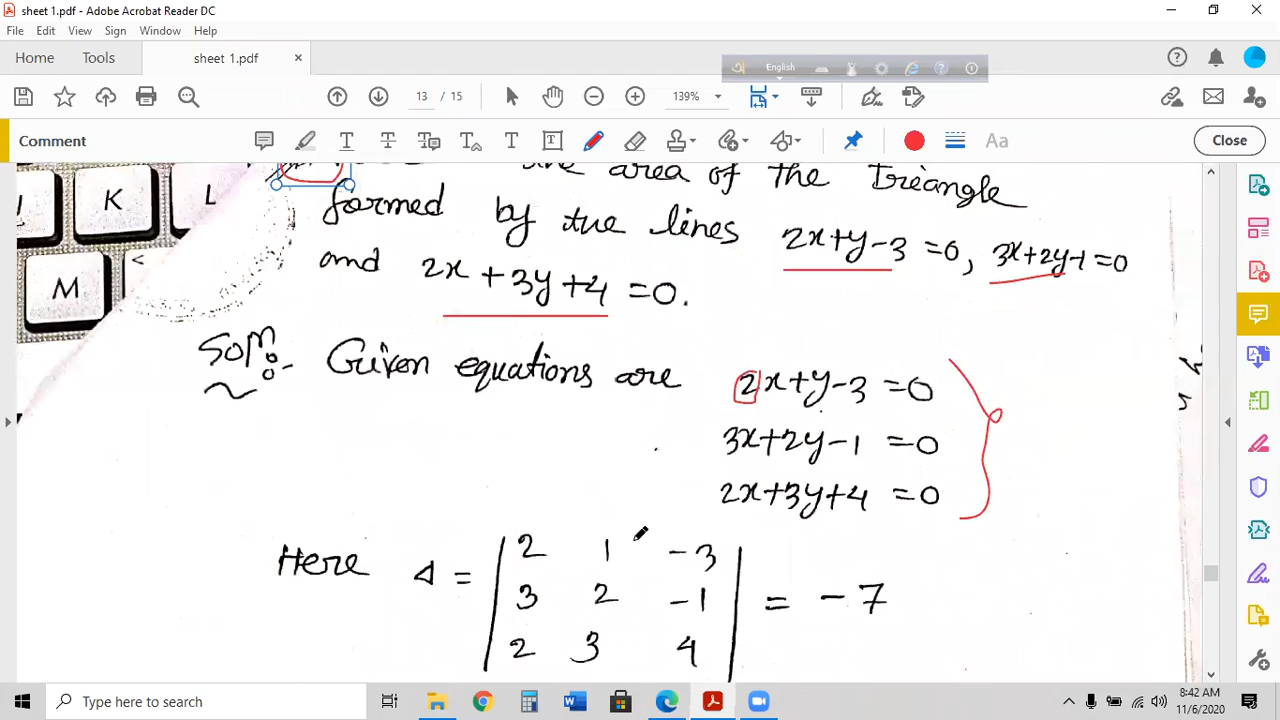 sheet 1.pdf - Adobe Acrobat Reader DC
File Edit View Sign Window Help
Home Tools sheet 1.pdf ×
English
13 / 15 139%
Comment
Close
the area of the triangle
formed by the lines 2x+y-3=0, 3x+2y-1=0
and 2x+3y+4=0.
K L
M <
Soln:- Given equations are 2x+y-3=0
3x+2y-1=0
2x+3y+4=0
Here Δ = | 2 1 -3 |
| 3 2 -1 | = -7
| 2 3 4 |
Type here to search
8:42 AM
11/6/2020